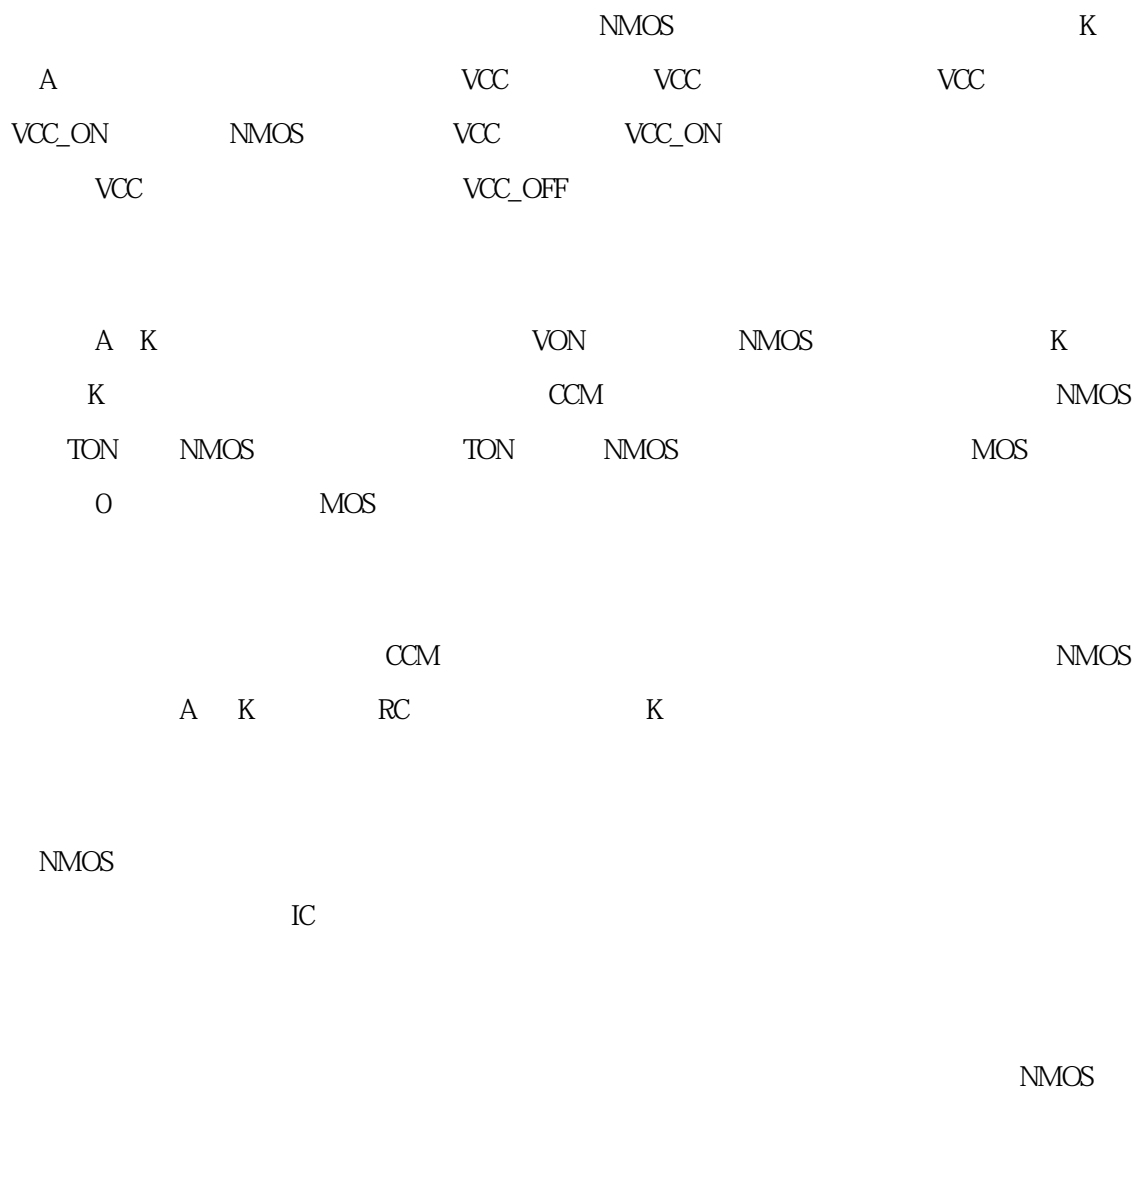 NMOS K
A VCC VCC VCC
VCC_ON NMOS VCC VCC_ON
VCC VCC_OFF
A K VON NMOS K
K CCM NMOS
TON NMOS TON NMOS MOS
0 MOS
CCM NMOS
A K RC K
NMOS
IC
NMOS